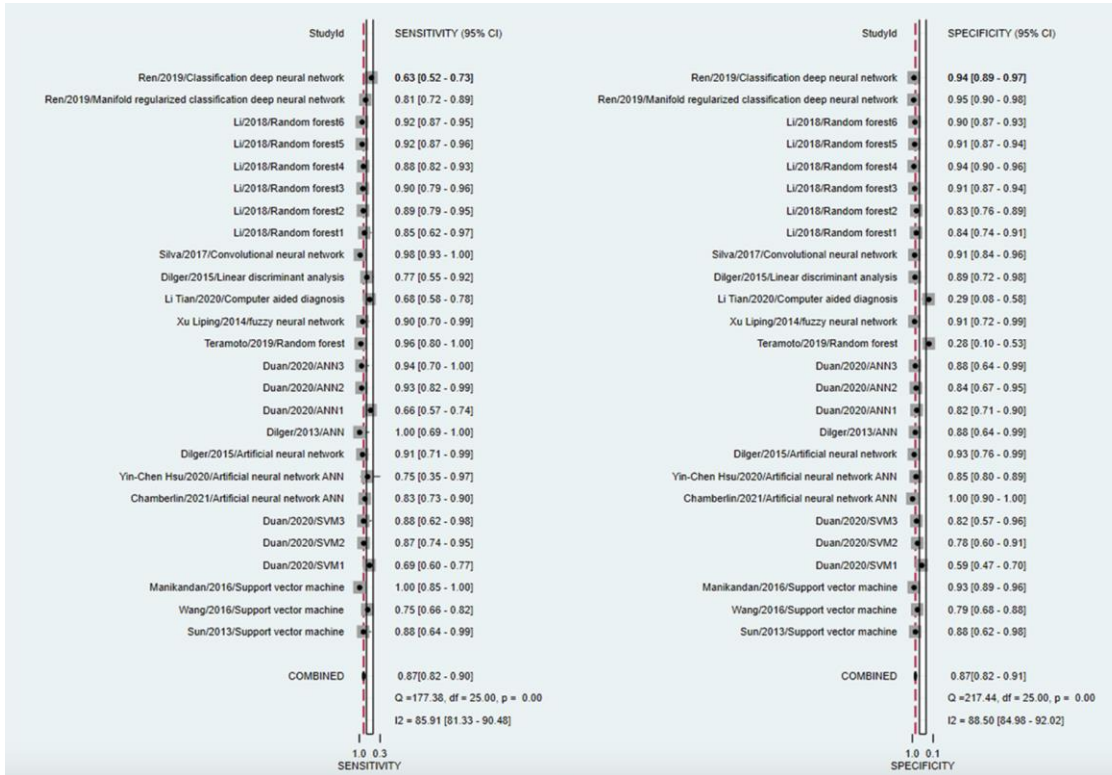 StudyId SENSITIVITY (95% CI)
Ren/2019/Classification deep neural network 0.63 [0.52 - 0.73]
Ren/2019/Manifold regularized classification deep neural network 0.81 [0.72 - 0.89]
Li/2018/Random forest6 0.92 [0.87 - 0.95]
Li/2018/Random forest5 0.92 [0.87 - 0.96]
Li/2018/Random forest4 0.88 [0.82 - 0.93]
Li/2018/Random forest3 0.90 [0.79 - 0.96]
Li/2018/Random forest2 0.89 [0.79 - 0.95]
Li/2018/Random forest1 0.85 [0.62 - 0.97]
Silva/2017/Convolutional neural network 0.98 [0.93 - 1.00]
Dilger/2015/Linear discriminant analysis 0.77 [0.55 - 0.92]
Li Tian/2020/Computer aided diagnosis 0.68 [0.58 - 0.78]
Xu Liping/2014/fuzzy neural network 0.90 [0.70 - 0.99]
Teramoto/2019/Random forest 0.96 [0.80 - 1.00]
Duan/2020/ANN3 0.94 [0.70 - 1.00]
Duan/2020/ANN2 0.93 [0.82 - 0.99]
Duan/2020/ANN1 0.66 [0.57 - 0.74]
Dilger/2013/ANN 1.00 [0.69 - 1.00]
Dilger/2015/Artificial neural network 0.91 [0.71 - 0.99]
Yin-Chen Hsu/2020/Artificial neural network ANN 0.75 [0.35 - 0.97]
Chamberlin/2021/Artificial neural network ANN 0.83 [0.73 - 0.90]
Duan/2020/SVM3 0.88 [0.62 - 0.98]
Duan/2020/SVM2 0.87 [0.74 - 0.95]
Duan/2020/SVM1 0.69 [0.60 - 0.77]
Manikandan/2016/Support vector machine 1.00 [0.85 - 1.00]
Wang/2016/Support vector machine 0.75 [0.66 - 0.82]
Sun/2013/Support vector machine 0.88 [0.64 - 0.99]
COMBINED 0.87[0.82 - 0.90]
Q =177.38, df = 25.00, p = 0.00
I2 = 85.91 [81.33 - 90.48]
1.0 0.3
SENSITIVITY
StudyId SPECIFICITY (95% CI)
Ren/2019/Classification deep neural network 0.94 [0.89 - 0.97]
Ren/2019/Manifold regularized classification deep neural network 0.95 [0.90 - 0.98]
Li/2018/Random forest6 0.90 [0.87 - 0.93]
Li/2018/Random forest5 0.91 [0.87 - 0.94]
Li/2018/Random forest4 0.94 [0.90 - 0.96]
Li/2018/Random forest3 0.91 [0.87 - 0.94]
Li/2018/Random forest2 0.83 [0.76 - 0.89]
Li/2018/Random forest1 0.84 [0.74 - 0.91]
Silva/2017/Convolutional neural network 0.91 [0.84 - 0.96]
Dilger/2015/Linear discriminant analysis 0.89 [0.72 - 0.98]
Li Tian/2020/Computer aided diagnosis 0.29 [0.08 - 0.58]
Xu Liping/2014/fuzzy neural network 0.91 [0.72 - 0.99]
Teramoto/2019/Random forest 0.28 [0.10 - 0.53]
Duan/2020/ANN3 0.88 [0.64 - 0.99]
Duan/2020/ANN2 0.84 [0.67 - 0.95]
Duan/2020/ANN1 0.82 [0.71 - 0.90]
Dilger/2013/ANN 0.88 [0.64 - 0.99]
Dilger/2015/Artificial neural network 0.93 [0.76 - 0.99]
Yin-Chen Hsu/2020/Artificial neural network ANN 0.85 [0.80 - 0.89]
Chamberlin/2021/Artificial neural network ANN 1.00 [0.90 - 1.00]
Duan/2020/SVM3 0.82 [0.57 - 0.96]
Duan/2020/SVM2 0.78 [0.60 - 0.91]
Duan/2020/SVM1 0.59 [0.47 - 0.70]
Manikandan/2016/Support vector machine 0.93 [0.89 - 0.96]
Wang/2016/Support vector machine 0.79 [0.68 - 0.88]
Sun/2013/Support vector machine 0.88 [0.62 - 0.98]
COMBINED 0.87[0.82 - 0.91]
Q =217.44, df = 25.00, p = 0.00
I2 = 88.50 [84.98 - 92.02]
1.0 0.1
SPECIFICITY